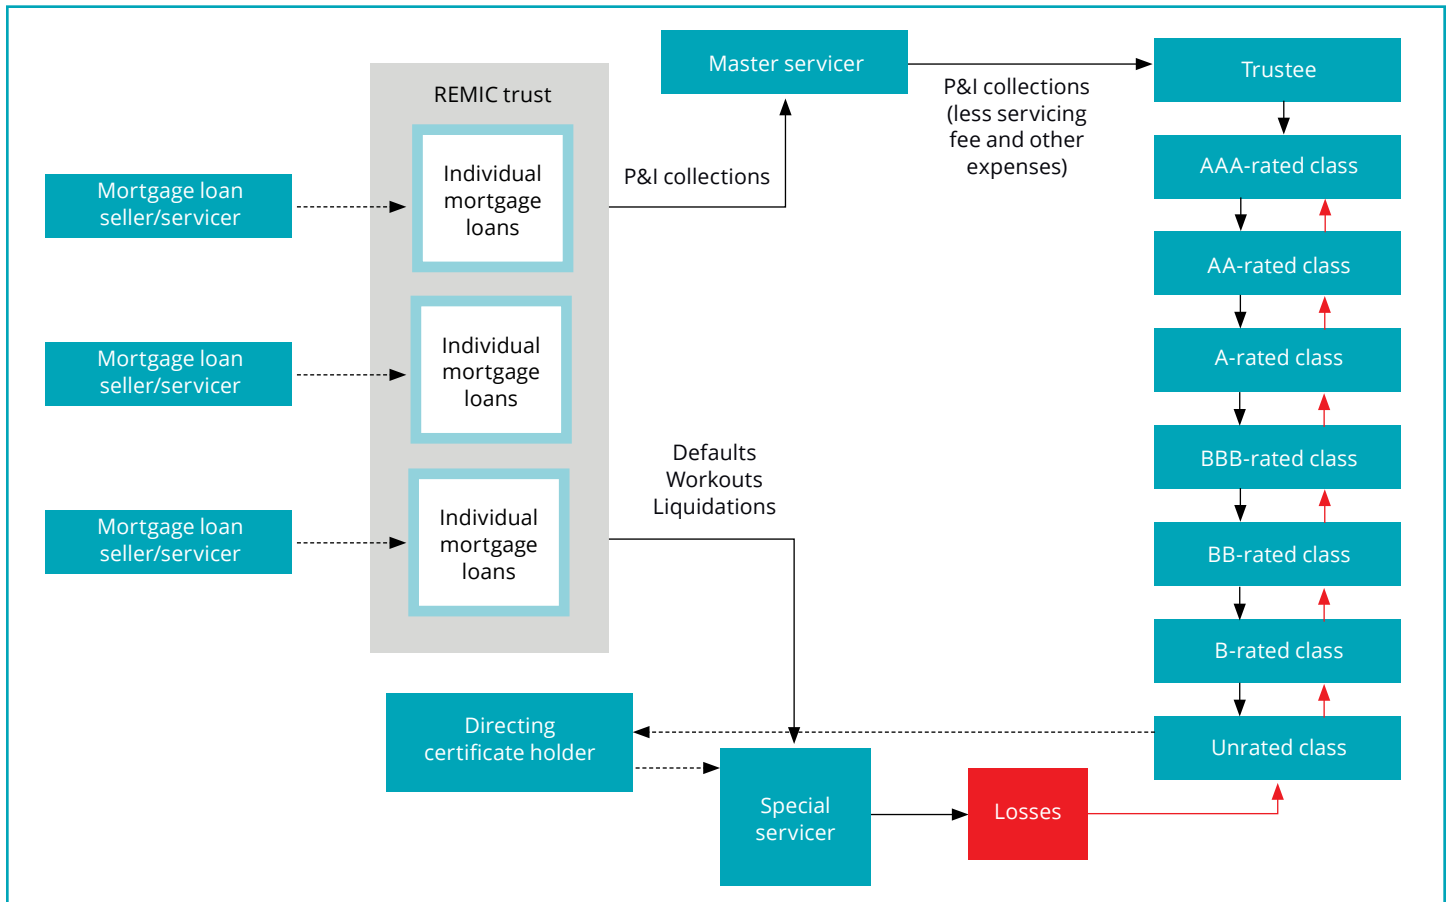 REMIC trust
Mortgage loan
seller/servicer
Individual
mortgage
loans
Mortgage loan
seller/servicer
Individual
mortgage
loans
Mortgage loan
seller/servicer
Individual
mortgage
loans
P&I collections
Master servicer
P&I collections
(less servicing
fee and other
expenses)
Defaults
Workouts
Liquidations
Directing
certificate holder
Special
servicer
Losses
Trustee
AAA-rated class
AA-rated class
A-rated class
BBB-rated class
BB-rated class
B-rated class
Unrated class